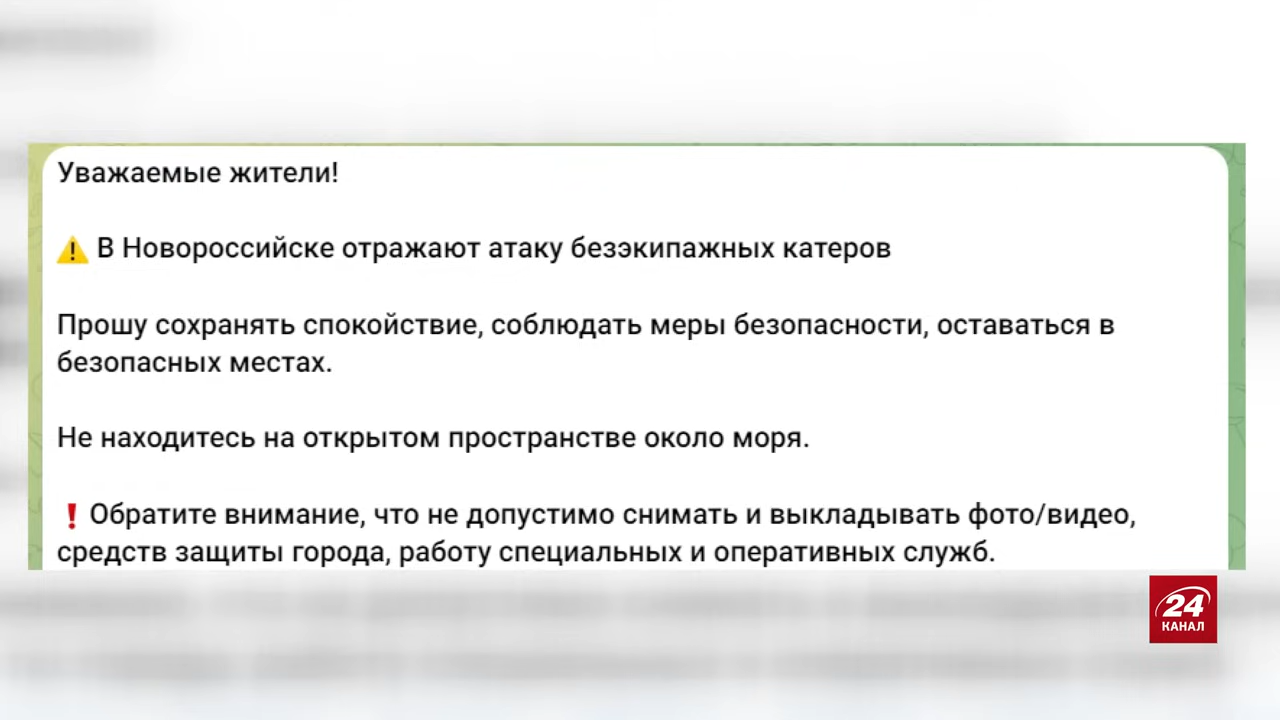 Уважаемые жители!
⚠️ В Новороссийске отражают атаку безэкипажных катеров
Прошу сохранять спокойствие, соблюдать меры безопасности, оставаться в
безопасных местах.
Не находитесь на открытом пространстве около моря.
❗ Обратите внимание, что не допустимо снимать и выкладывать фото/видео,
средств защиты города, работу специальных и оперативных служб.
24
КАНАЛ